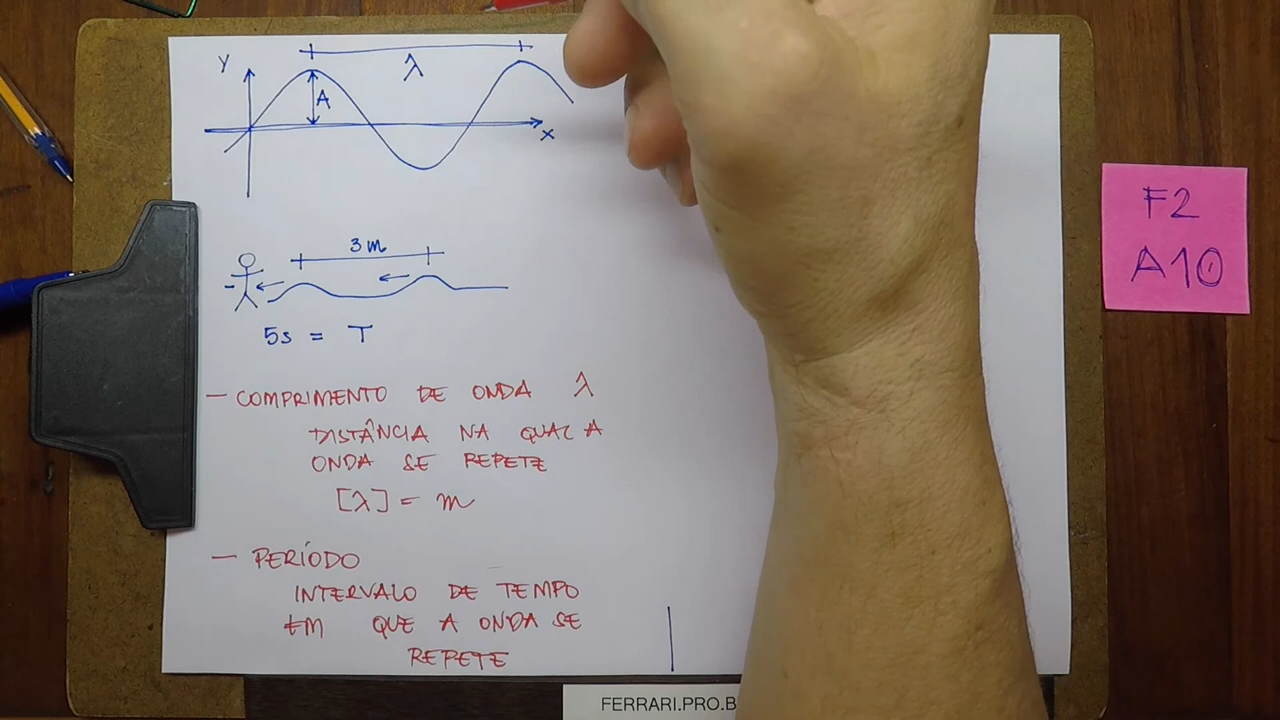 Y
λ
A
X
3m
5s = T
— COMPRIMENTO DE ONDA λ
DISTÂNCIA NA QUAL A
ONDA SE REPETE
[λ] = m
— PERÍODO
INTERVALO DE TEMPO
EM QUE A ONDA SE
REPETE
F2
A10
FERRARI.PRO.B